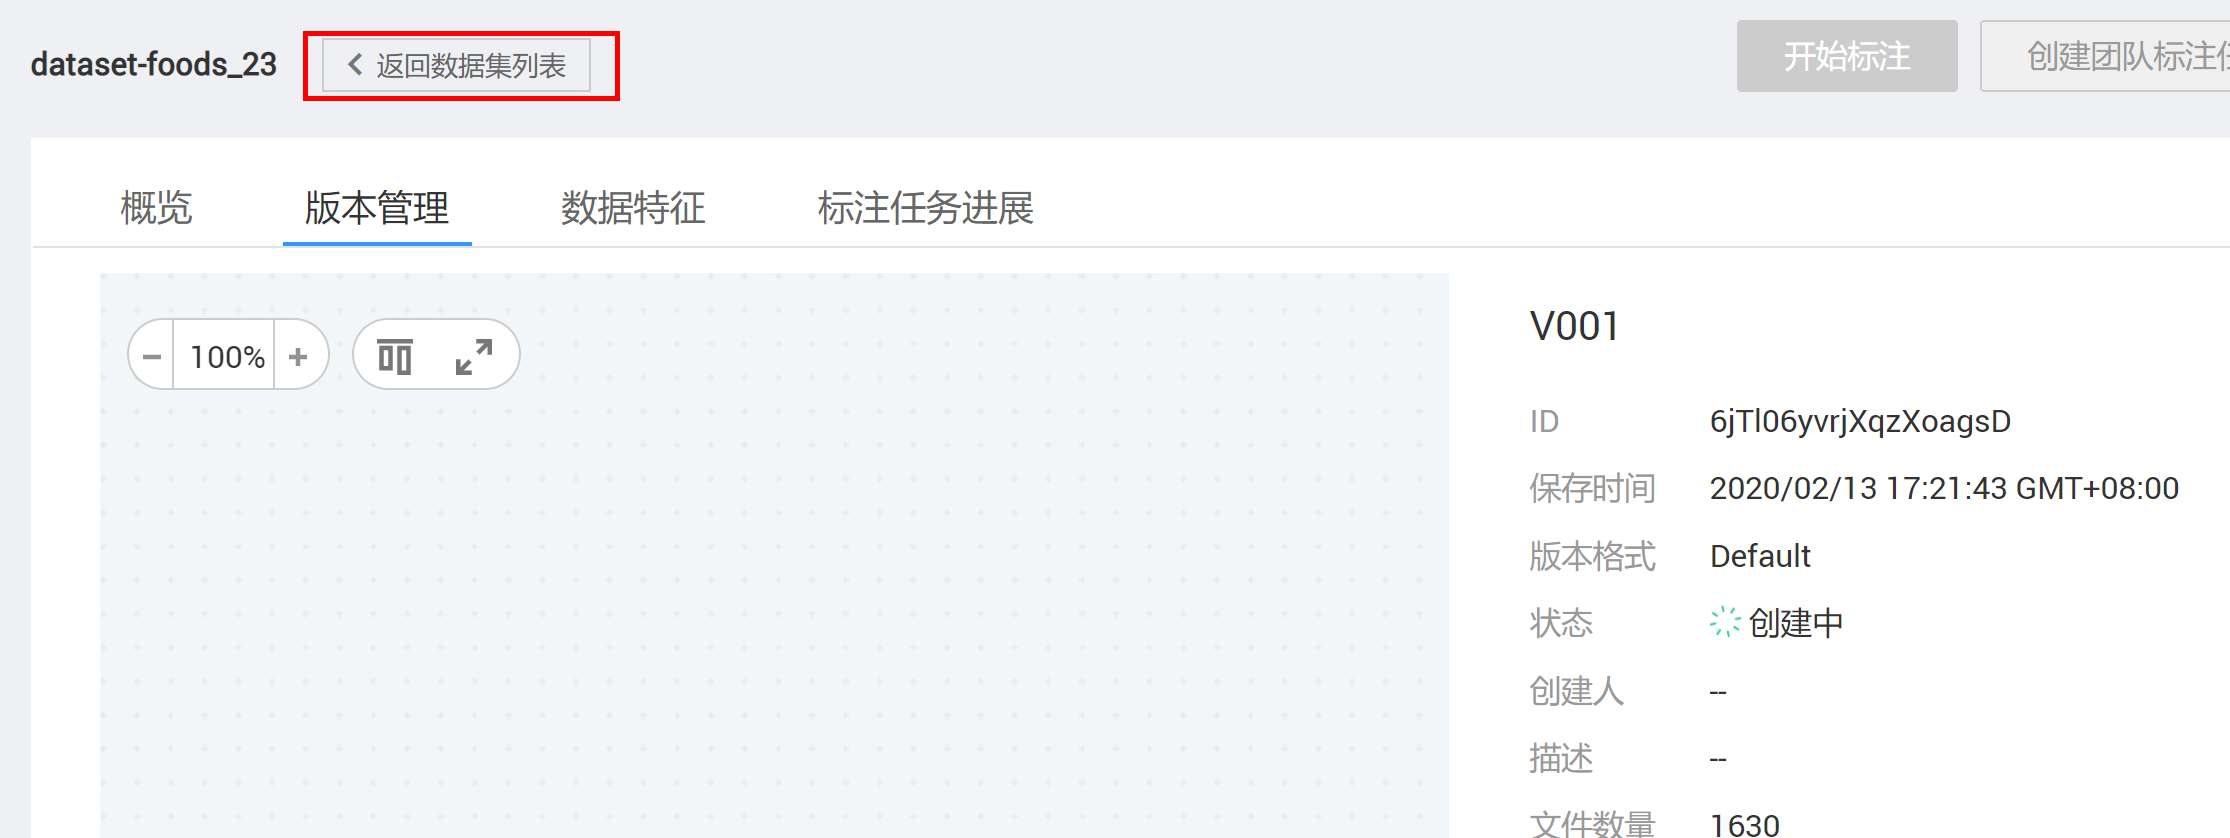 dataset-foods_23
返回数据集列表
开始标注
创建团队标注任
概览
版本管理
数据特征
标注任务进展
100%
V001
ID 6jTl06yvrjXqzXoagsD
保存时间 2020/02/13 17:21:43 GMT+08:00
版本格式 Default
状态 创建中
创建人 --
描述 --
文件数量 1630